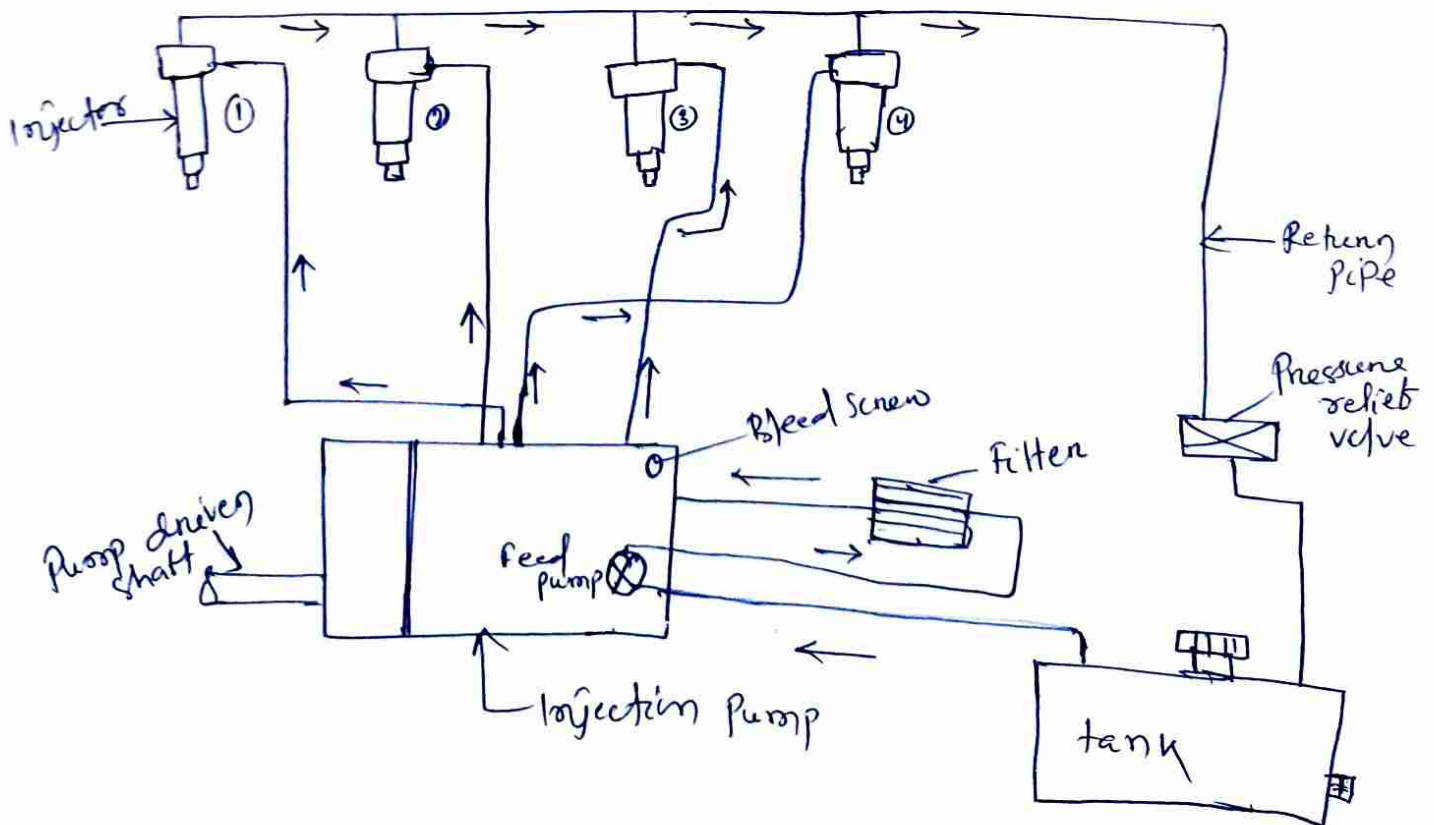 Injector
①
②
③
④
Return
pipe
Pressure
relief
valve
Bleed screw
Filter
Pump driven
shaft
Feed
pump
Injection Pump
tank